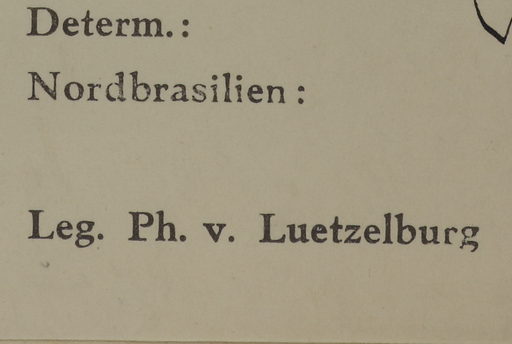 Determ.:
Nordbrasilien:
Leg. Ph. v. Luetzelburg